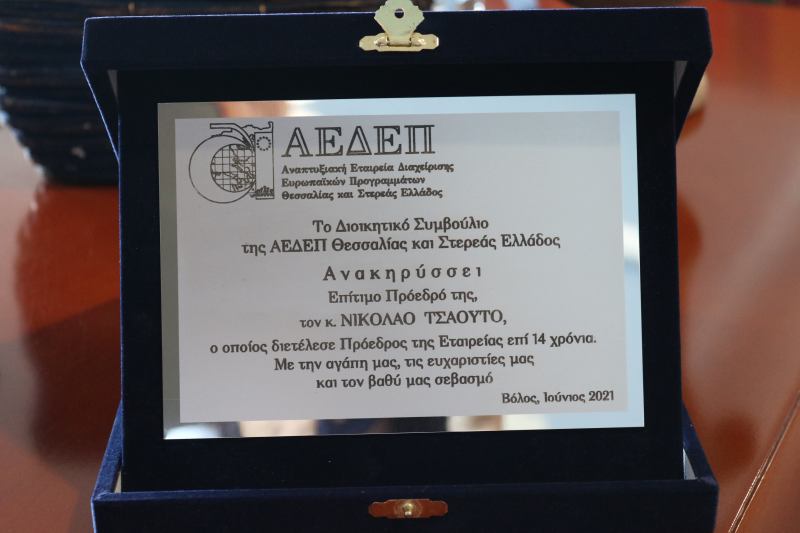 ΑΕΔΕΠ
Αναπτυξιακή Εταιρεία Διαχείρισης
Ευρωπαϊκών Προγραμμάτων
Θεσσαλίας και Στερεάς Ελλάδος
Το Διοικητικό Συμβούλιο
της ΑΕΔΕΠ Θεσσαλίας και Στερεάς Ελλάδος
Ανακηρύσσει
Επίτιμο Πρόεδρό της,
τον κ. ΝΙΚΟΛΑΟ ΤΣΑΟΥΤΟ,
ο οποίος διετέλεσε Πρόεδρος της Εταιρείας επί 14 χρόνια.
Με την αγάπη μας, τις ευχαριστίες μας
και τον βαθύ μας σεβασμό
Βόλος, Ιούνιος 2021